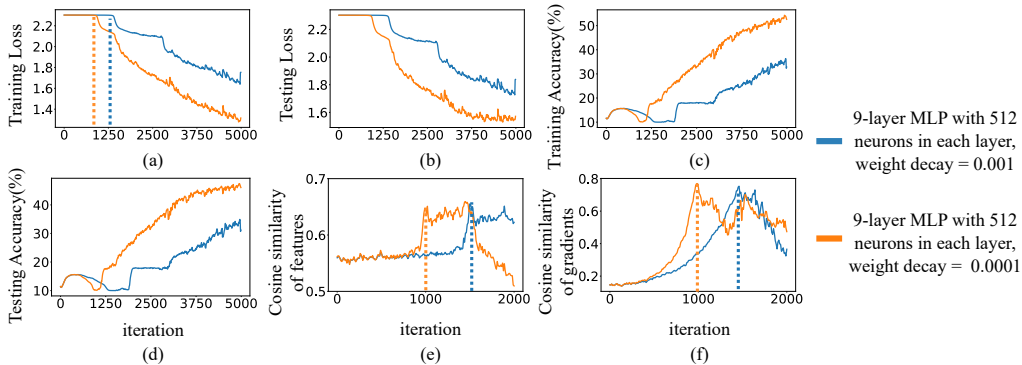 Training Loss
2.2
2.0
1.8
1.6
1.4
0 1250 2500 3750 5000
(a)
Testing Loss
2.2
2.0
1.8
1.6
0 1250 2500 3750 5000
(b)
Training Accuracy(%)
50
40
30
20
10
0 1250 2500 3750 5000
(c)
Testing Accuracy(%)
40
30
20
10
0 1250 2500 3750 5000
iteration
(d)
Cosine similarity
of features
0.7
0.6
0.5
0 1000 2000
iteration
(e)
Cosine similarity
of gradients
0.8
0.6
0.4
0.2
0 1000 2000
iteration
(f)
9-layer MLP with 512
neurons in each layer,
weight decay = 0.001
9-layer MLP with 512
neurons in each layer,
weight decay = 0.0001